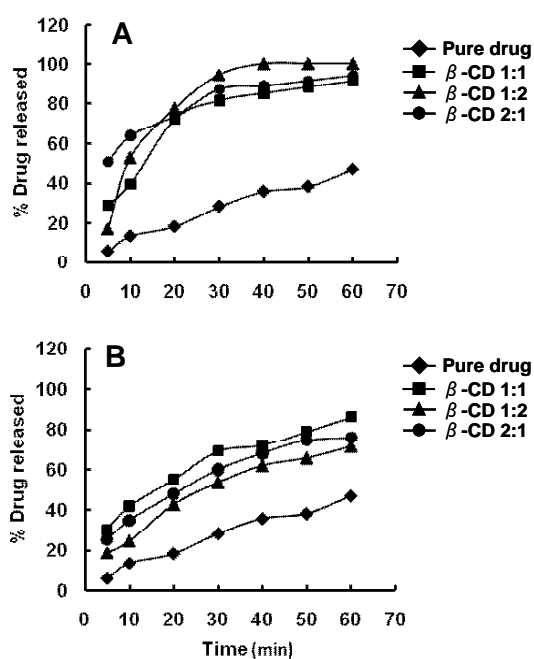 A
120
100
80
60
40
20
0
% Drug released
0 10 20 30 40 50 60 70
Pure drug
β-CD 1:1
β-CD 1:2
β-CD 2:1
B
120
100
80
60
40
20
0
% Drug released
0 10 20 30 40 50 60 70
Time (min)
Pure drug
β-CD 1:1
β-CD 1:2
β-CD 2:1